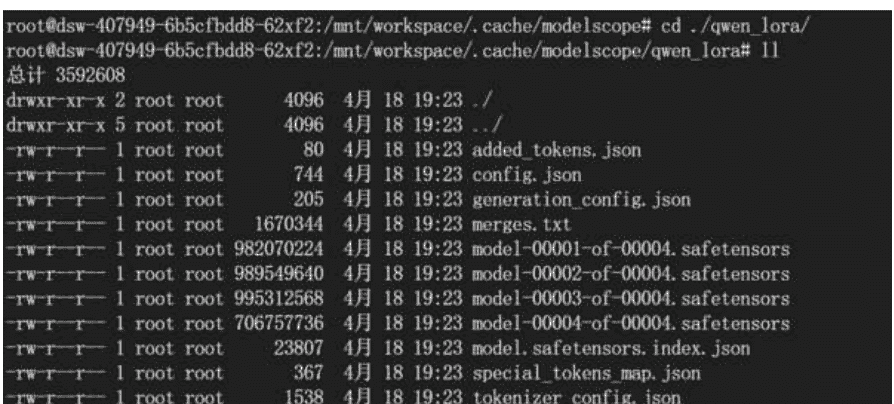 root@dsw-407949-6b5cfbdd8-62xf2:/mnt/workspace/.cache/modelscope# cd ./qwen_lora/
root@dsw-407949-6b5cfbdd8-62xf2:/mnt/workspace/.cache/modelscope/qwen_lora# ll
总计 3592608
drwxr-xr-x 2 root root 4096 4月 18 19:23 ./
drwxr-xr-x 5 root root 4096 4月 18 19:23 ../
-rw-r--r-- 1 root root 80 4月 18 19:23 added_tokens.json
-rw-r--r-- 1 root root 744 4月 18 19:23 config.json
-rw-r--r-- 1 root root 205 4月 18 19:23 generation_config.json
-rw-r--r-- 1 root root 1670344 4月 18 19:23 merges.txt
-rw-r--r-- 1 root root 982070224 4月 18 19:23 model-00001-of-00004.safetensors
-rw-r--r-- 1 root root 989549640 4月 18 19:23 model-00002-of-00004.safetensors
-rw-r--r-- 1 root root 995312568 4月 18 19:23 model-00003-of-00004.safetensors
-rw-r--r-- 1 root root 706757736 4月 18 19:23 model-00004-of-00004.safetensors
-rw-r--r-- 1 root root 23807 4月 18 19:23 model.safetensors.index.json
-rw-r--r-- 1 root root 367 4月 18 19:23 special_tokens_map.json
-rw-r--r-- 1 root root 1538 4月 18 19:23 tokenizer_config.json